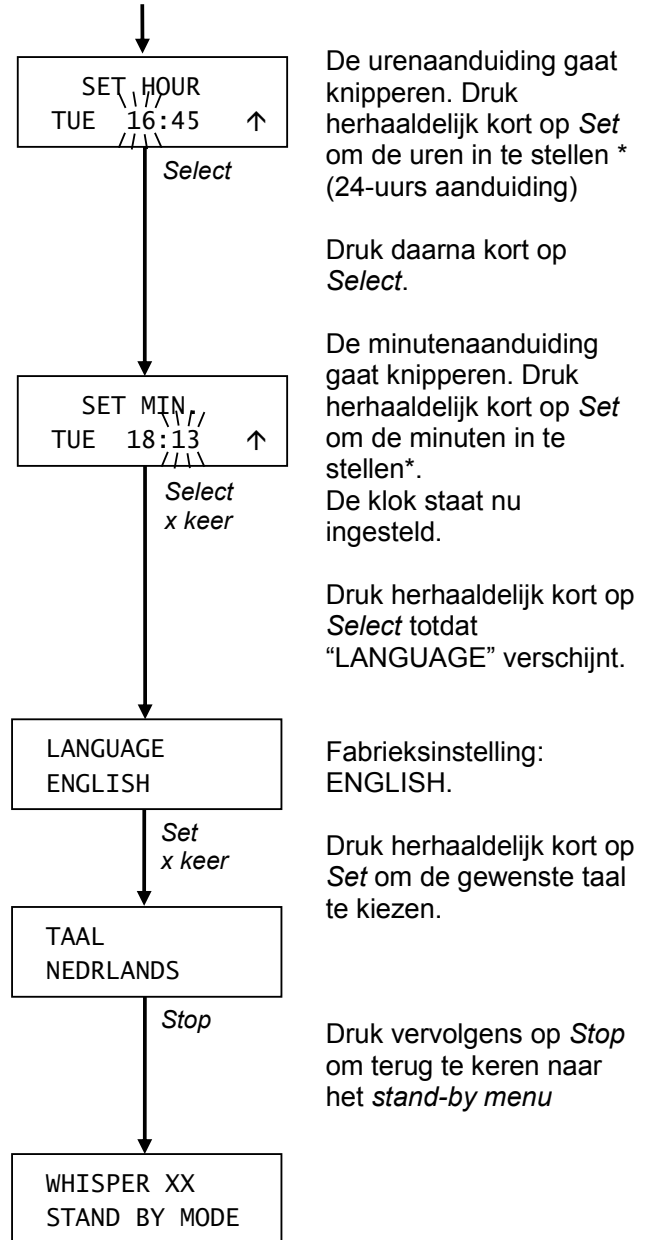 SET HOUR
TUE 16:45 ↑
Select
De urenaanduiding gaat
knipperen. Druk
herhaaldelijk kort op Set
om de uren in te stellen *
(24-uurs aanduiding)
Druk daarna kort op
Select.
SET MIN.
TUE 18:13 ↑
Select
x keer
De minutenaanduiding
gaat knipperen. Druk
herhaaldelijk kort op Set
om de minuten in te
stellen*.
De klok staat nu
ingesteld.
Druk herhaaldelijk kort op
Select totdat
“LANGUAGE” verschijnt.
LANGUAGE
ENGLISH
Set
x keer
Fabrieksinstelling:
ENGLISH.
Druk herhaaldelijk kort op
Set om de gewenste taal
te kiezen.
TAAL
NEDRLANDS
Stop
Druk vervolgens op Stop
om terug te keren naar
het stand-by menu
WHISPER XX
STAND BY MODE